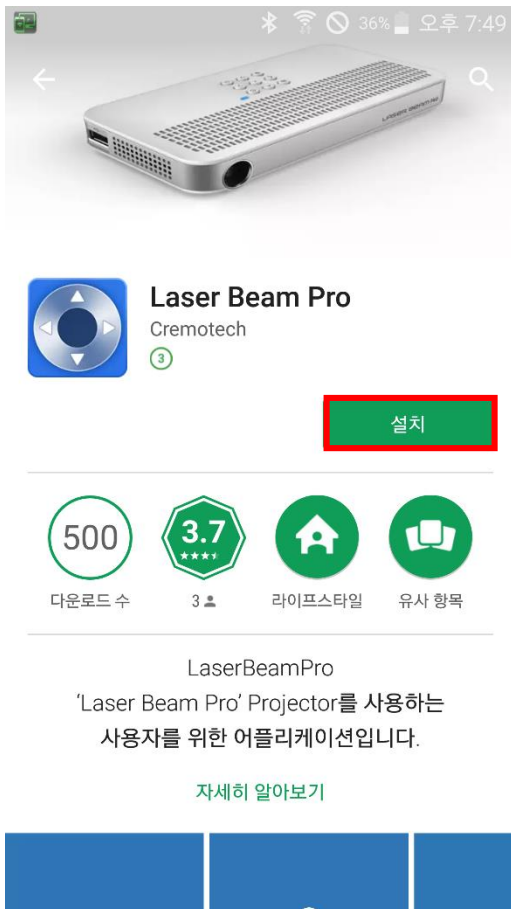 36% 오후 7:49
LASER BEAM PRO
Laser Beam Pro
Cremotech
3
설치
500
3.7
다운로드 수
3
라이프스타일
유사 항목
LaserBeamPro
‘Laser Beam Pro’ Projector를 사용하는
사용자를 위한 어플리케이션입니다.
자세히 알아보기